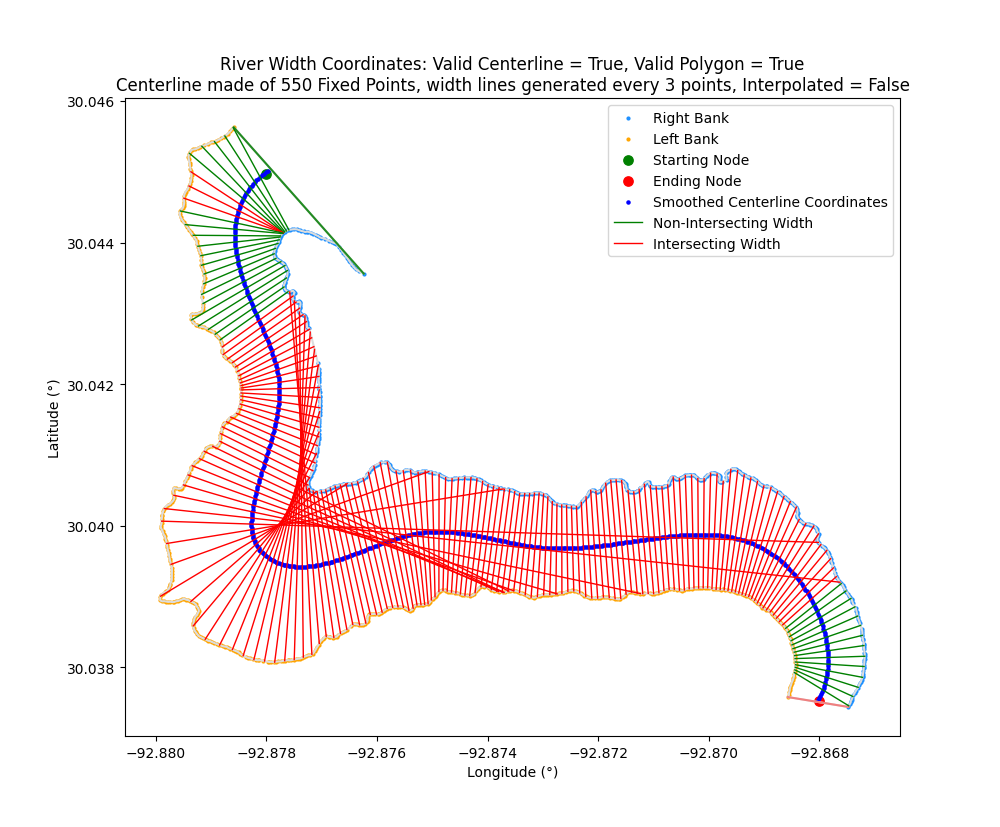 River Width Coordinates: Valid Centerline = True, Valid Polygon = True
Centerline made of 550 Fixed Points, width lines generated every 3 points, Interpolated = False
Right Bank
Left Bank
Starting Node
Ending Node
Smoothed Centerline Coordinates
Non-Intersecting Width
Intersecting Width
30.046
30.044
30.042
30.040
30.038
Latitude (°)
−92.880
−92.878
−92.876
−92.874
−92.872
−92.870
−92.868
Longitude (°)